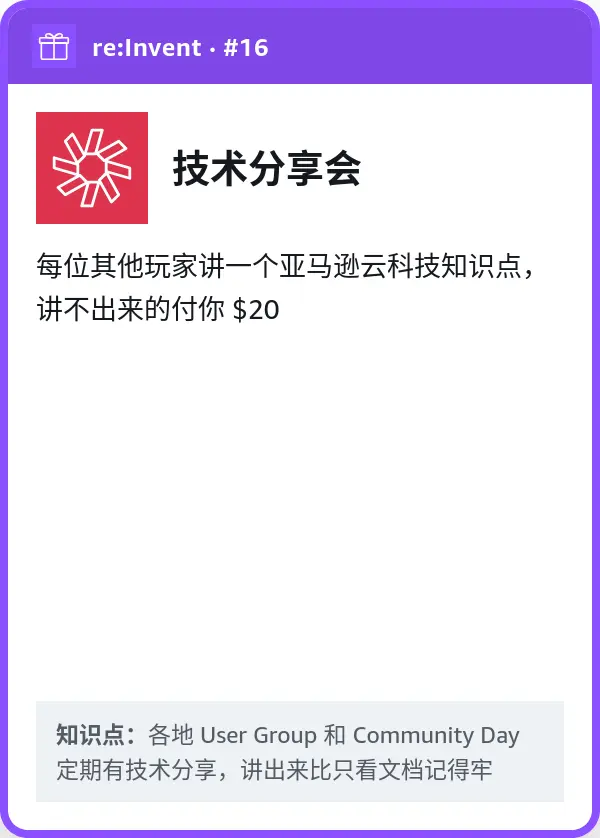 re:Invent · #16
技术分享会
每位其他玩家讲一个亚马逊云科技知识点，
讲不出来的付你 $20
知识点：各地 User Group 和 Community Day
定期有技术分享，讲出来比只看文档记得牢